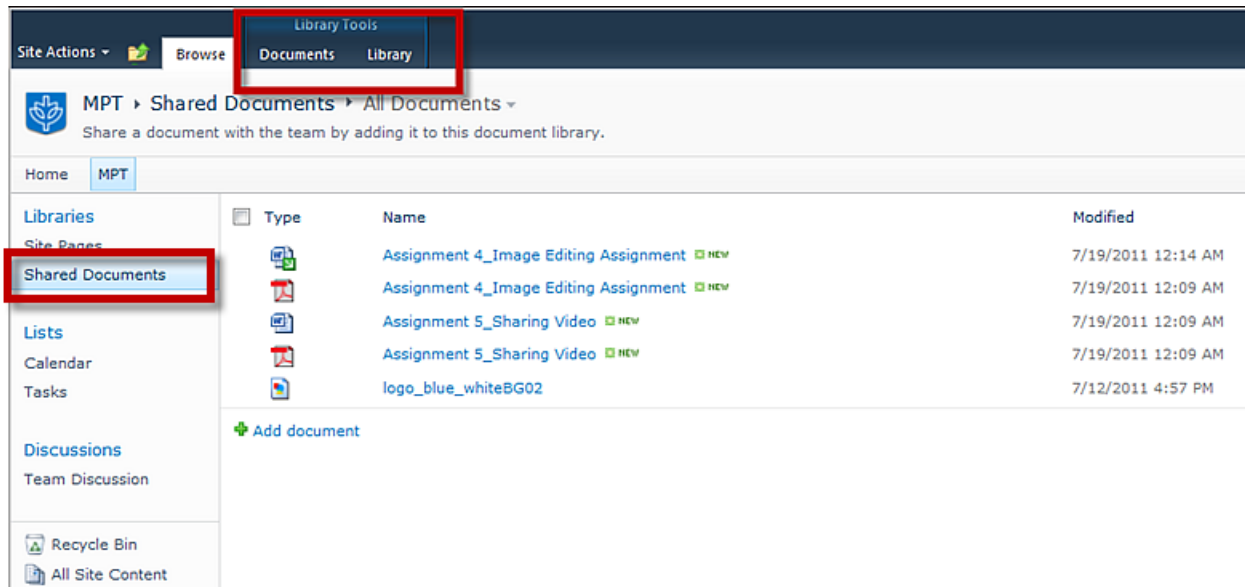 Library Tools
Site Actions Browse Documents Library
MPT Shared Documents All Documents
Share a document with the team by adding it to this document library.
Home MPT
Libraries
Site Pages
Shared Documents
Lists
Calendar
Tasks
Discussions
Team Discussion
Recycle Bin
All Site Content
Type Name Modified
Assignment 4_Image Editing Assignment NEW 7/19/2011 12:14 AM
Assignment 4_Image Editing Assignment NEW 7/19/2011 12:09 AM
Assignment 5_Sharing Video NEW 7/19/2011 12:09 AM
Assignment 5_Sharing Video NEW 7/19/2011 12:09 AM
logo_blue_whiteBG02 7/12/2011 4:57 PM
Add document